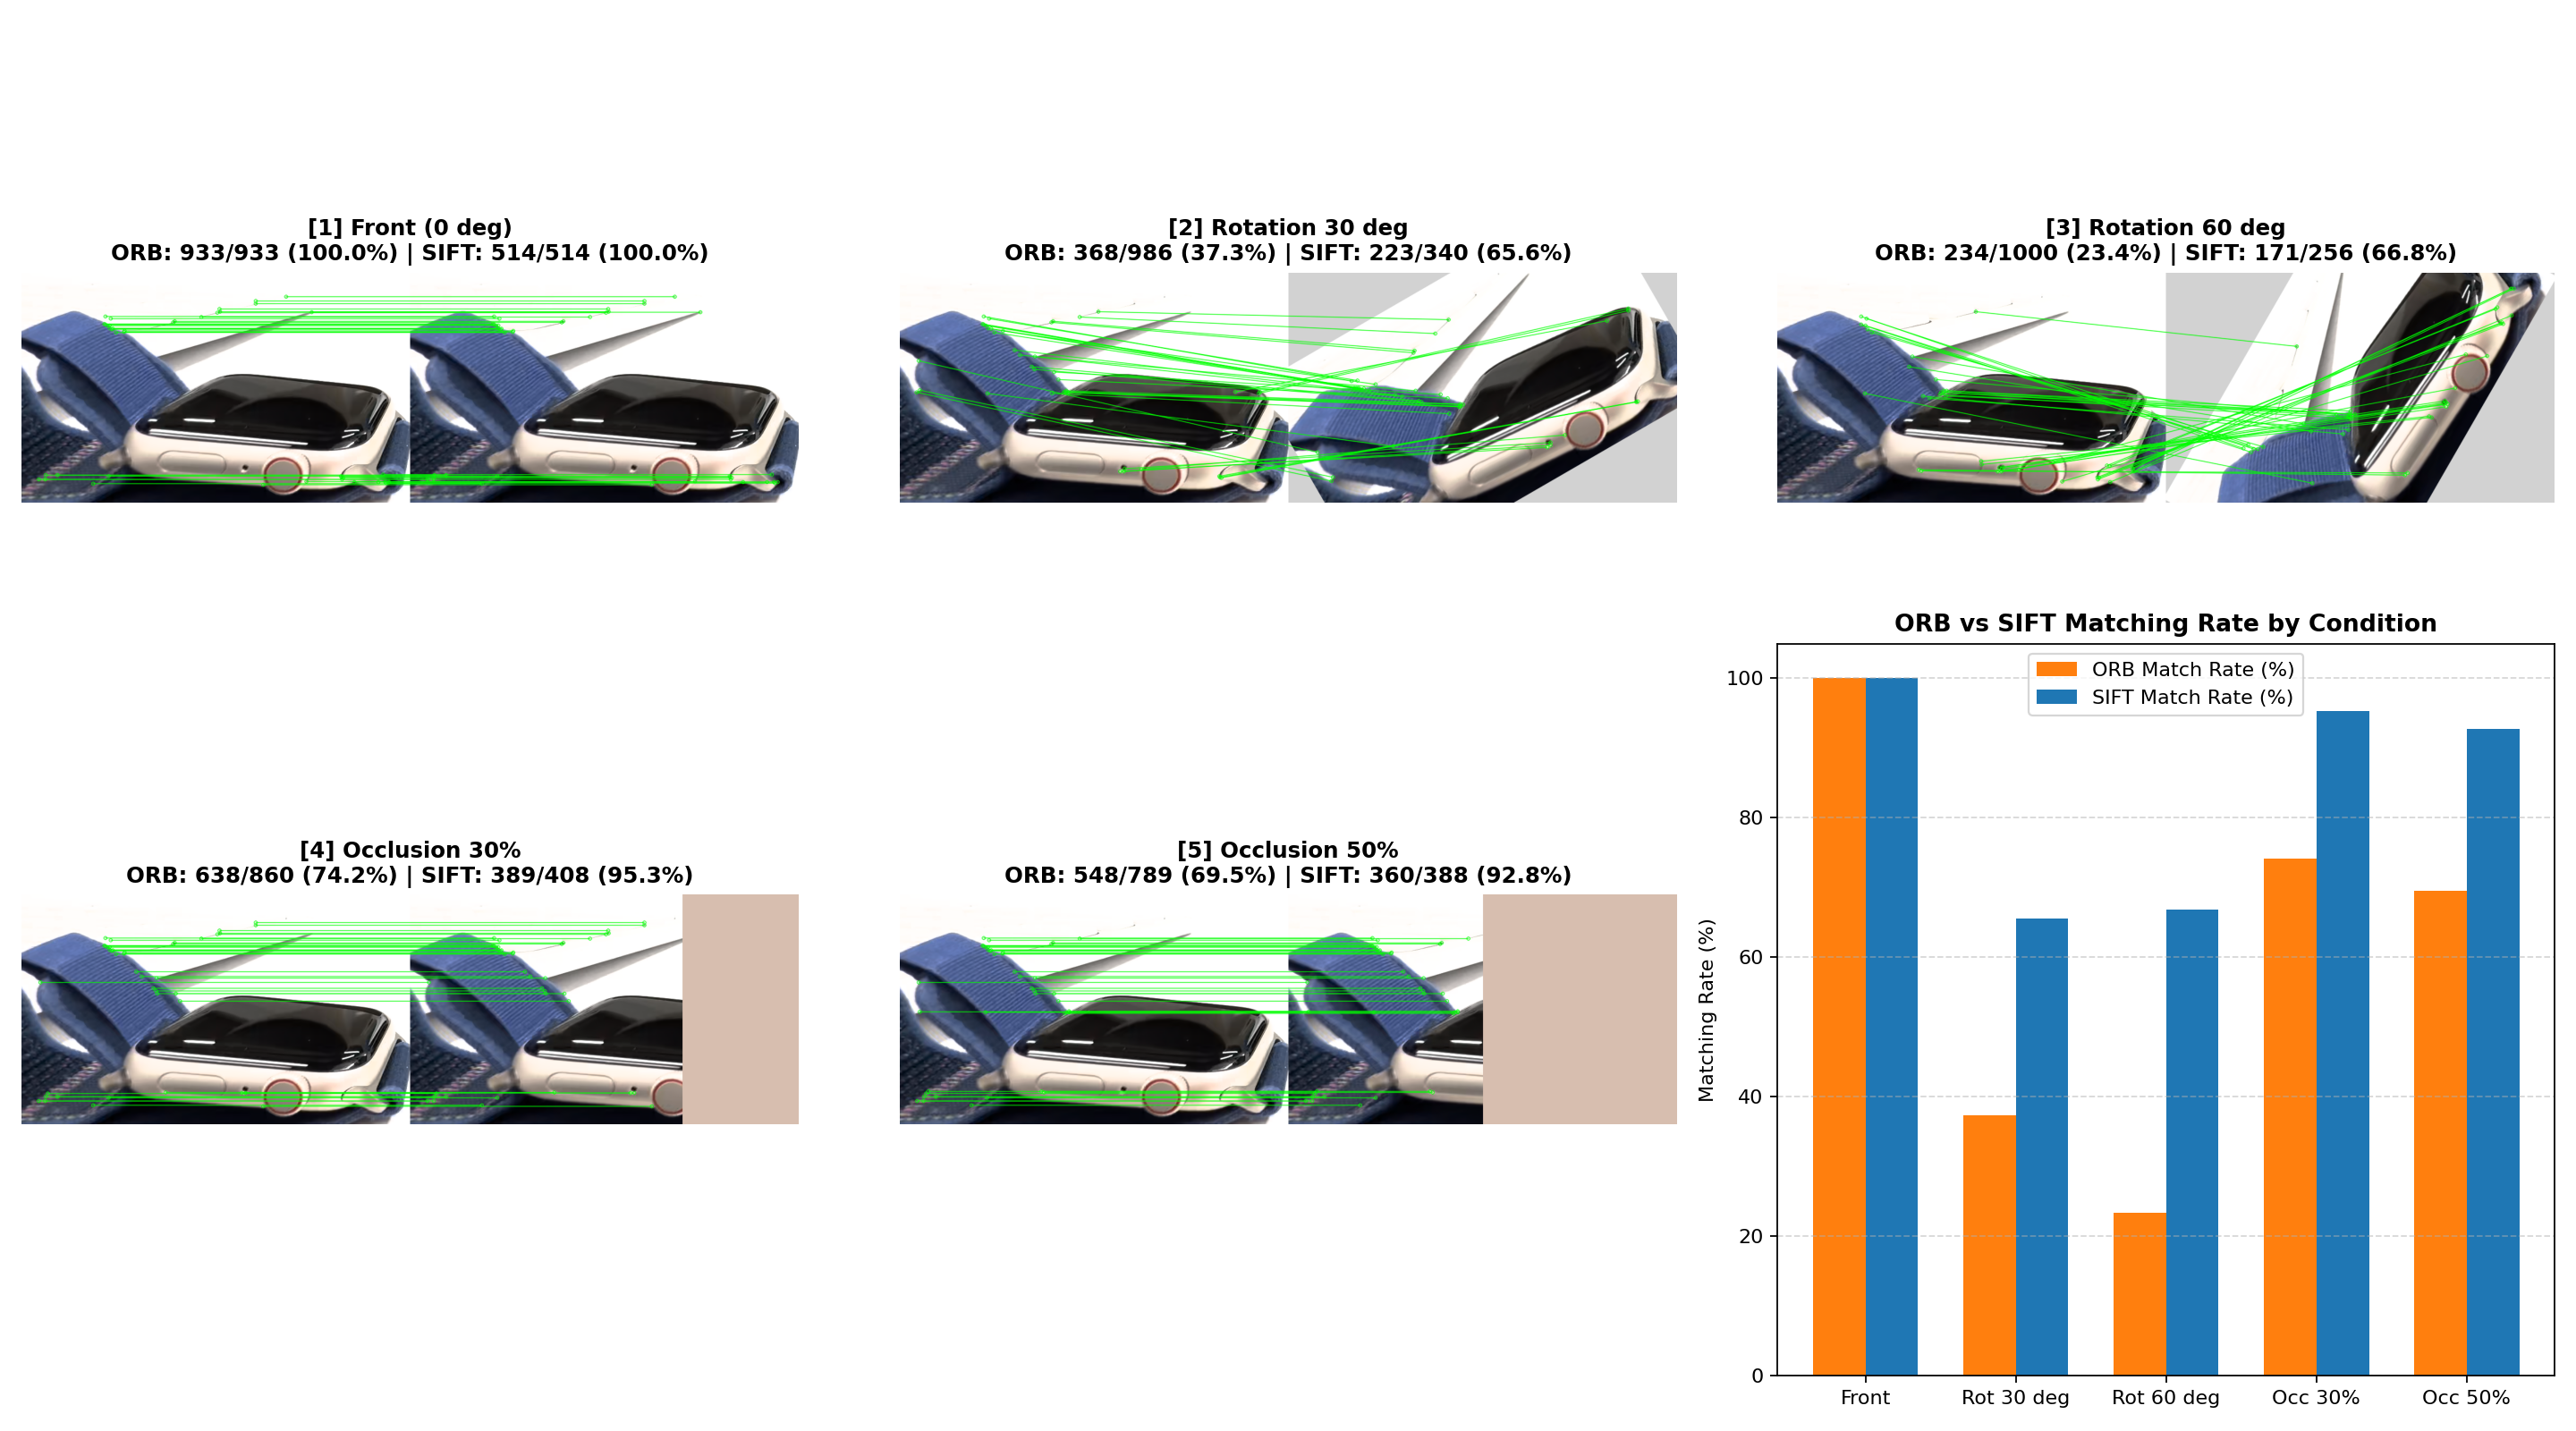 [1] Front (0 deg)
ORB: 933/933 (100.0%) | SIFT: 514/514 (100.0%)
[2] Rotation 30 deg
ORB: 368/986 (37.3%) | SIFT: 223/340 (65.6%)
[3] Rotation 60 deg
ORB: 234/1000 (23.4%) | SIFT: 171/256 (66.8%)
[4] Occlusion 30%
ORB: 638/860 (74.2%) | SIFT: 389/408 (95.3%)
[5] Occlusion 50%
ORB: 548/789 (69.5%) | SIFT: 360/388 (92.8%)
ORB vs SIFT Matching Rate by Condition
ORB Match Rate (%)
SIFT Match Rate (%)
Matching Rate (%)
100
80
60
40
20
0
Front
Rot 30 deg
Rot 60 deg
Occ 30%
Occ 50%